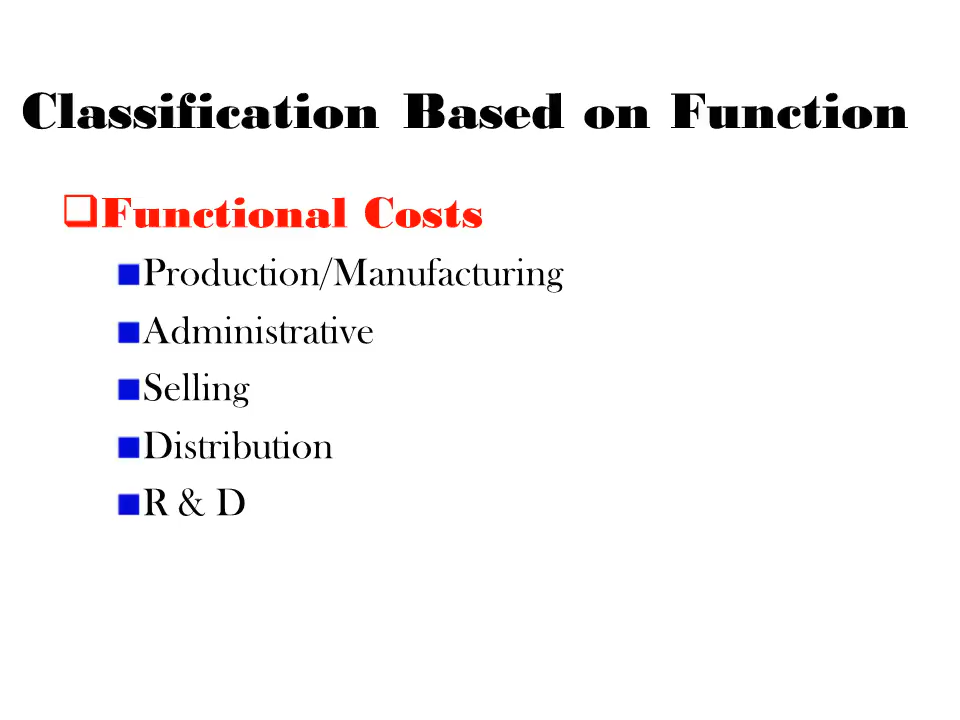 Classification Based on Function
Functional Costs
Production/Manufacturing
Administrative
Selling
Distribution
R & D